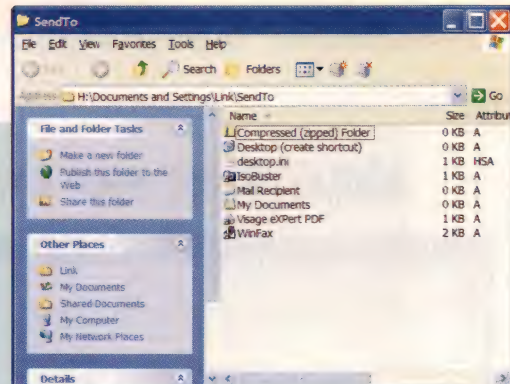 SendTo
File Edit View Favorites Tools Help
Search Folders
Address H:\Documents and Settings\Link\SendTo Go
Name Size Attribut
Compressed (zipped) Folder 0 KB A
Desktop (create shortcut) 0 KB A
desktop.ini 1 KB HSA
IsoBuster 1 KB A
Mail Recipient 0 KB A
My Documents 0 KB A
Visage eXPert PDF 1 KB A
WinFax 2 KB A
File and Folder Tasks
Make a new folder
Publish this folder to the
Web
Share this folder
Other Places
Link
My Documents
Shared Documents
My Computer
My Network Places
Details